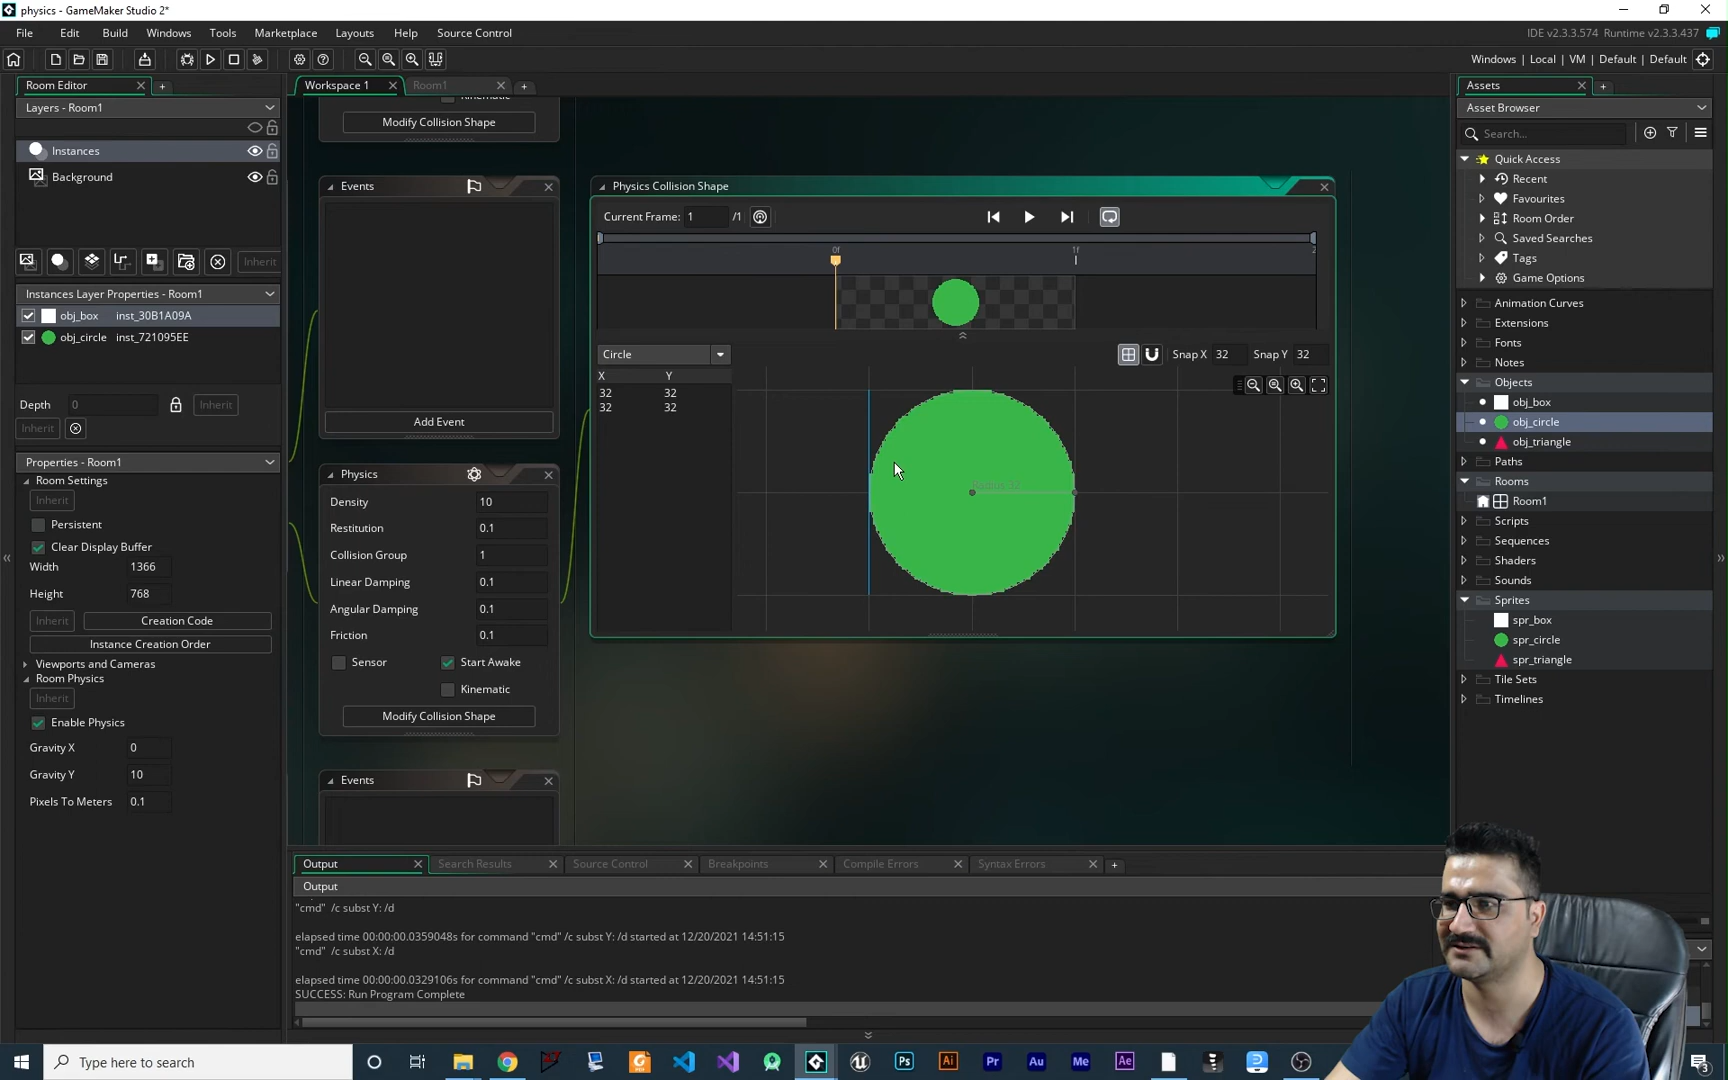 physics - GameMaker Studio 2*
File Edit Build Windows Tools Marketplace Layouts Help Source Control
IDE v2.3.3.574 Runtime v2.3.3.437
Windows | Local | VM | Default | Default
Room Editor
Layers - Room1
Instances
Background
Inherit
Instances Layer Properties - Room1
obj_box inst_30B1A09A
obj_circle inst_721095EE
Depth 0 Inherit
Inherit
Properties - Room1
Room Settings
Inherit
Persistent
Clear Display Buffer
Width 1366
Height 768
Inherit Creation Code
Instance Creation Order
Viewports and Cameras
Room Physics
Inherit
Enable Physics
Gravity X 0
Gravity Y 10
Pixels To Meters 0.1
Workspace 1
Room1
Modify Collision Shape
Events
Add Event
Physics
Density 10
Restitution 0.1
Collision Group 1
Linear Damping 0.1
Angular Damping 0.1
Friction 0.1
Sensor Start Awake
Kinematic
Modify Collision Shape
Events
Physics Collision Shape
Current Frame: 1 /1
0f 1f
Circle
Snap X 32 Snap Y 32
X Y
32 32
32 32
Radius 32
Assets
Asset Browser
Search...
Quick Access
Recent
Favourites
Room Order
Saved Searches
Tags
Game Options
Animation Curves
Extensions
Fonts
Notes
Objects
obj_box
obj_circle
obj_triangle
Paths
Rooms
Room1
Scripts
Sequences
Shaders
Sounds
Sprites
spr_box
spr_circle
spr_triangle
Tile Sets
Timelines
Output Search Results Source Control Breakpoints Compile Errors Syntax Errors
Output
"cmd" /c subst Y: /d
elapsed time 00:00:00.0359048s for command "cmd" /c subst Y: /d started at 12/20/2021 14:51:15
"cmd" /c subst X: /d
elapsed time 00:00:00.0329106s for command "cmd" /c subst X: /d started at 12/20/2021 14:51:15
SUCCESS: Run Program Complete
Type here to search
Ps Ai Pr Au Me Ae
3